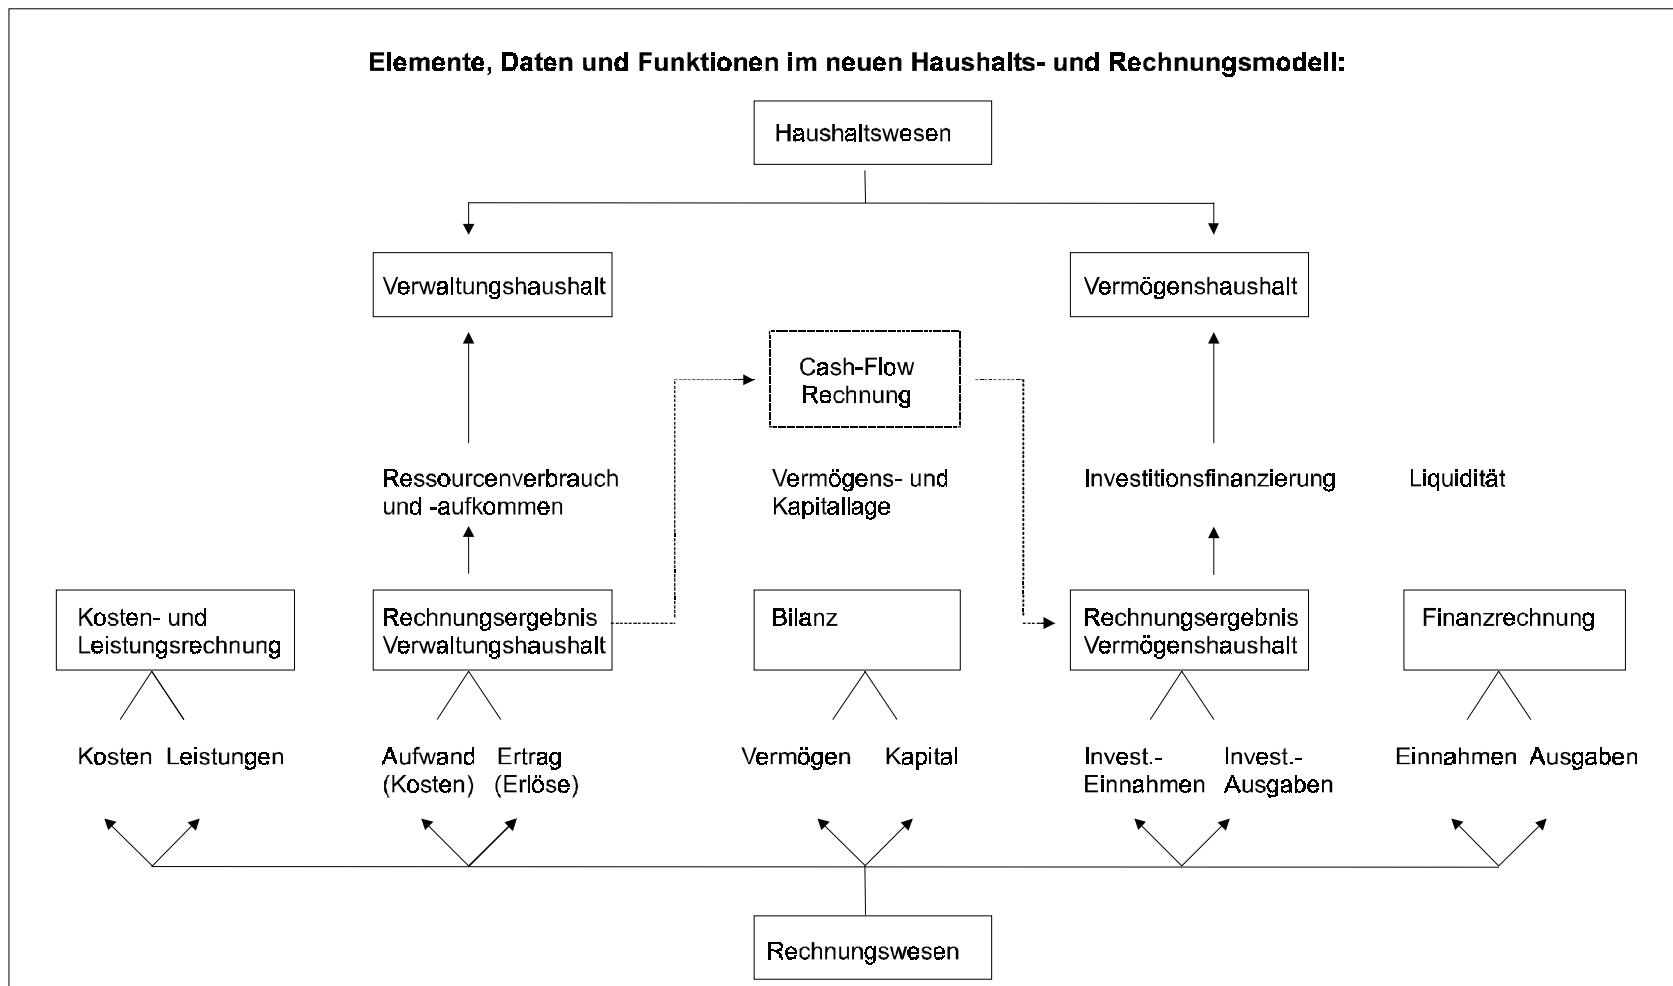 Elemente, Daten und Funktionen im neuen Haushalts- und Rechnungsmodell:
Haushaltswesen
Verwaltungshaushalt
Vermögenshaushalt
Cash-Flow
Rechnung
Ressourcenverbrauch
und -aufkommen
Vermögens- und
Kapitallage
Investitionsfinanzierung
Liquidität
Kosten- und
Leistungsrechnung
Rechnungsergebnis
Verwaltungshaushalt
Bilanz
Rechnungsergebnis
Vermögenshaushalt
Finanzrechnung
Kosten
Leistungen
Aufwand
(Kosten)
Ertrag
(Erlöse)
Vermögen
Kapital
Invest.-
Einnahmen
Invest.-
Ausgaben
Einnahmen
Ausgaben
Rechnungswesen